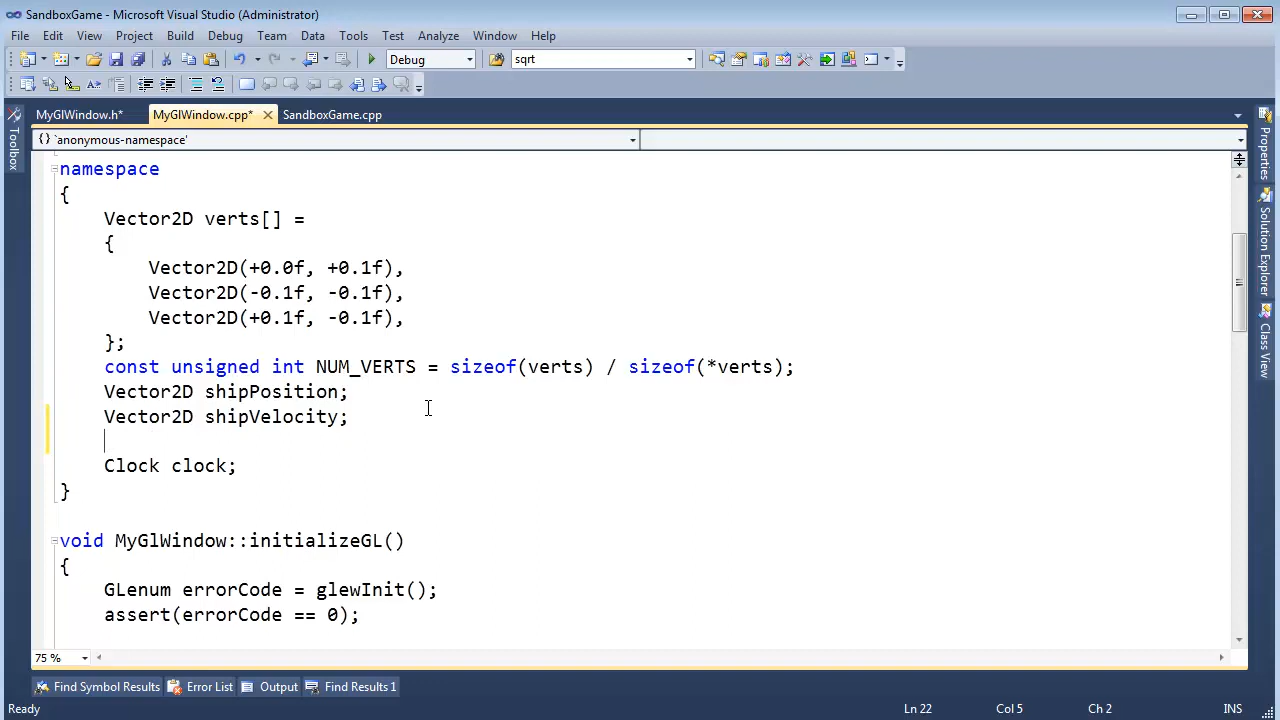 SandboxGame - Microsoft Visual Studio (Administrator)
File Edit View Project Build Debug Team Data Tools Test Analyze Window Help
Debug sqrt
MyGlWindow.h* MyGlWindow.cpp* SandboxGame.cpp
{} `anonymous-namespace'
Toolbox
Properties
Solution Explorer
Class View
namespace
{
Vector2D verts[] =
{
Vector2D(+0.0f, +0.1f),
Vector2D(-0.1f, -0.1f),
Vector2D(+0.1f, -0.1f),
};
const unsigned int NUM_VERTS = sizeof(verts) / sizeof(*verts);
Vector2D shipPosition;
Vector2D shipVelocity;
Clock clock;
}
void MyGlWindow::initializeGL()
{
GLenum errorCode = glewInit();
assert(errorCode == 0);
75 %
Find Symbol Results Error List Output Find Results 1
Ready Ln 22 Col 5 Ch 2 INS